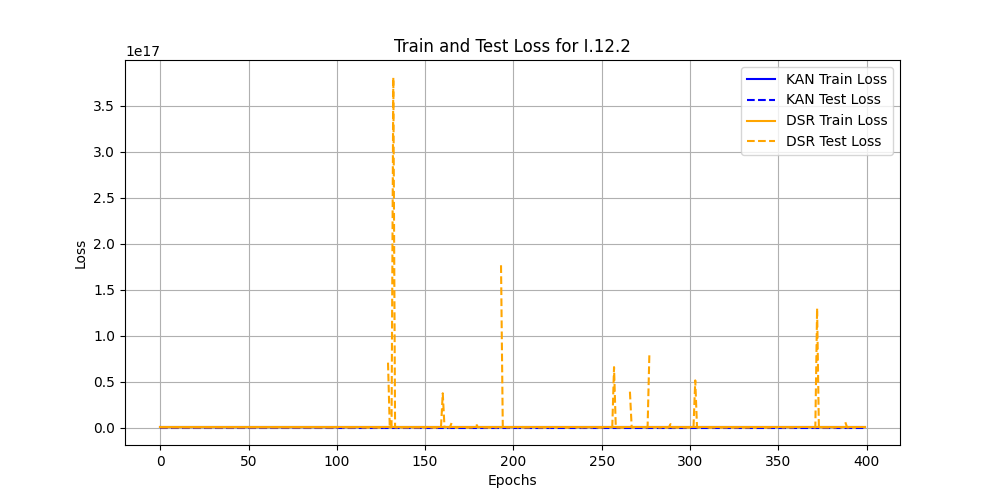 Train and Test Loss for I.12.2
1e17
KAN Train Loss
KAN Test Loss
DSR Train Loss
DSR Test Loss
3.5
3.0
2.5
2.0
1.5
1.0
0.5
0.0
Loss
0 50 100 150 200 250 300 350 400
Epochs